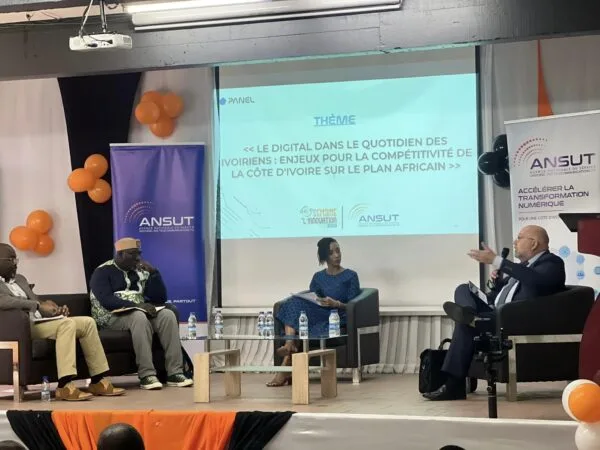 PANEL
THÈME
<< LE DIGITAL DANS LE QUOTIDIEN DES
IVOIRIENS : ENJEUX POUR LA COMPÉTITIVITÉ DE
LA CÔTE D'IVOIRE SUR LE PLAN AFRICAIN >>
ANSUT
PARTOUT
ANSUT
ANSUT
ACCÉLÉRER LA
TRANSFORMATION
NUMÉRIQUE